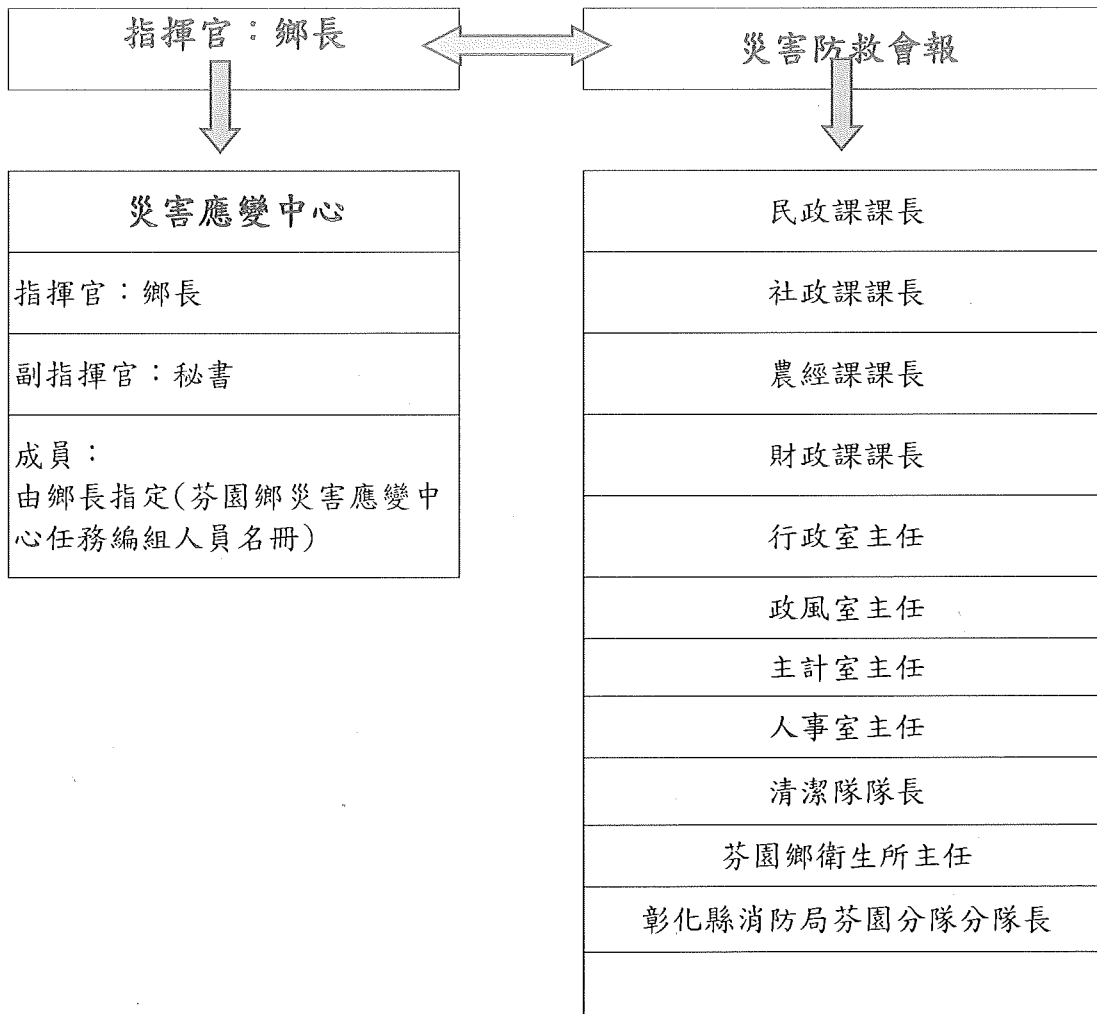 指揮官：鄉長
災害防救會報
災害應變中心
指揮官：鄉長
副指揮官：秘書
成員：
由鄉長指定(芬園鄉災害應變中
心任務編組人員名冊)
民政課課長
社政課課長
農經課課長
財政課課長
行政室主任
政風室主任
主計室主任
人事室主任
清潔隊隊長
芬園鄉衛生所主任
彰化縣消防局芬園分隊分隊長